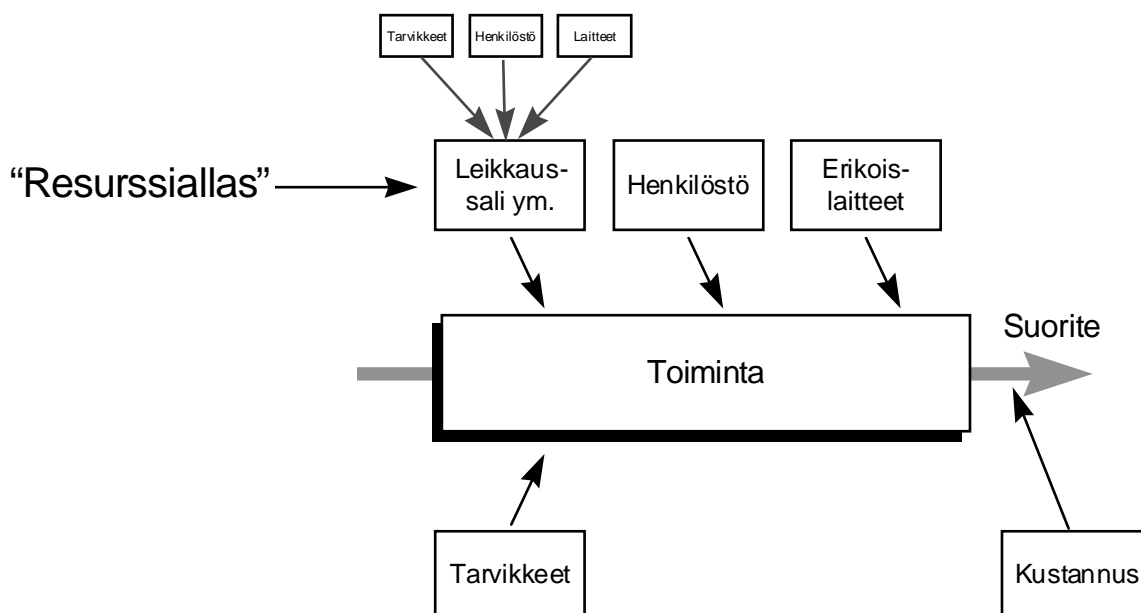 Tarvikkeet
Henkilöstö
Laitteet
“Resurssiallas”
Leikkaus-
sali ym.
Henkilöstö
Erikois-
laitteet
Suorite
Toiminta
Tarvikkeet
Kustannus